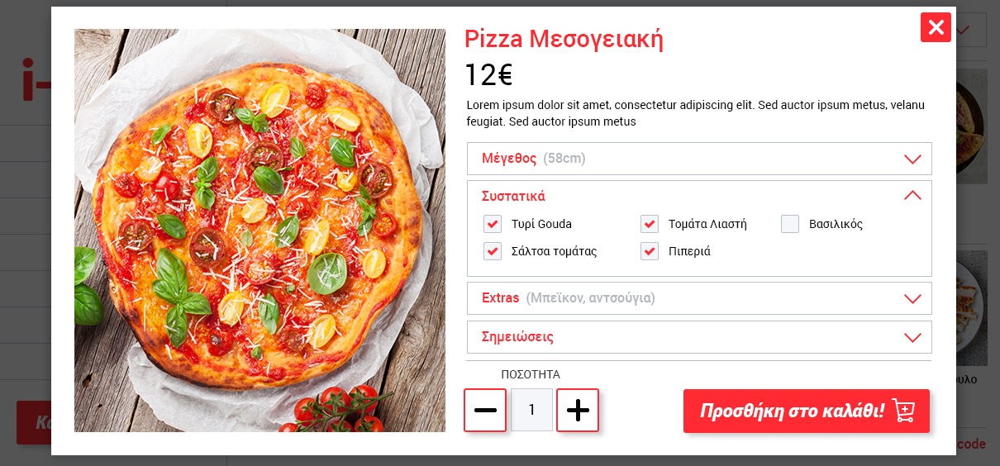 Pizza Μεσογειακή
12€
Lorem ipsum dolor sit amet, consectetur adipiscing elit. Sed auctor ipsum metus, velanu
feugiat. Sed auctor ipsum metus
Μέγεθος (58cm)
Συστατικά
Τυρί Gouda Τομάτα Λιαστή Βασιλικός
Σάλτσα τομάτας Πιπεριά
Extras (Μπεϊκον, αντσούγια)
Σημειώσεις
ΠΟΣΟΤΗΤΑ
1
Προσθήκη στο καλάθι!
code